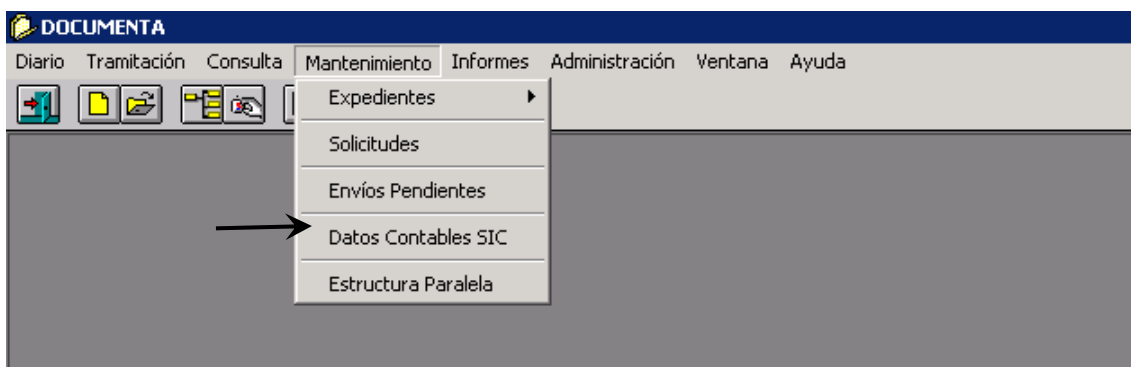 DOCUMENTA
Diario Tramitación Consulta Mantenimiento Informes Administración Ventana Ayuda
Expedientes
Solicitudes
Envíos Pendientes
Datos Contables SIC
Estructura Paralela